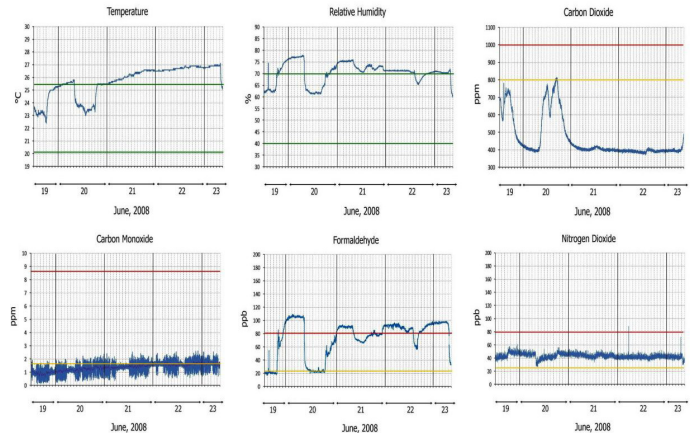 Temperature
30
29
28
27
26
25
24
23
22
21
20
19
°C
19 20 21 22 23
June, 2008
Relative Humidity
90
85
80
75
70
65
60
55
50
45
40
35
30
%
19 20 21 22 23
June, 2008
Carbon Dioxide
1100
1000
900
800
700
600
500
400
300
ppm
19 20 21 22 23
June, 2008
Carbon Monoxide
10
9
8
7
6
5
4
3
2
1
0
ppm
19 20 21 22 23
June, 2008
Formaldehyde
200
180
160
140
120
100
80
60
40
20
0
ppb
19 20 21 22 23
June, 2008
Nitrogen Dioxide
200
180
160
140
120
100
80
60
40
20
0
ppb
19 20 21 22 23
June, 2008